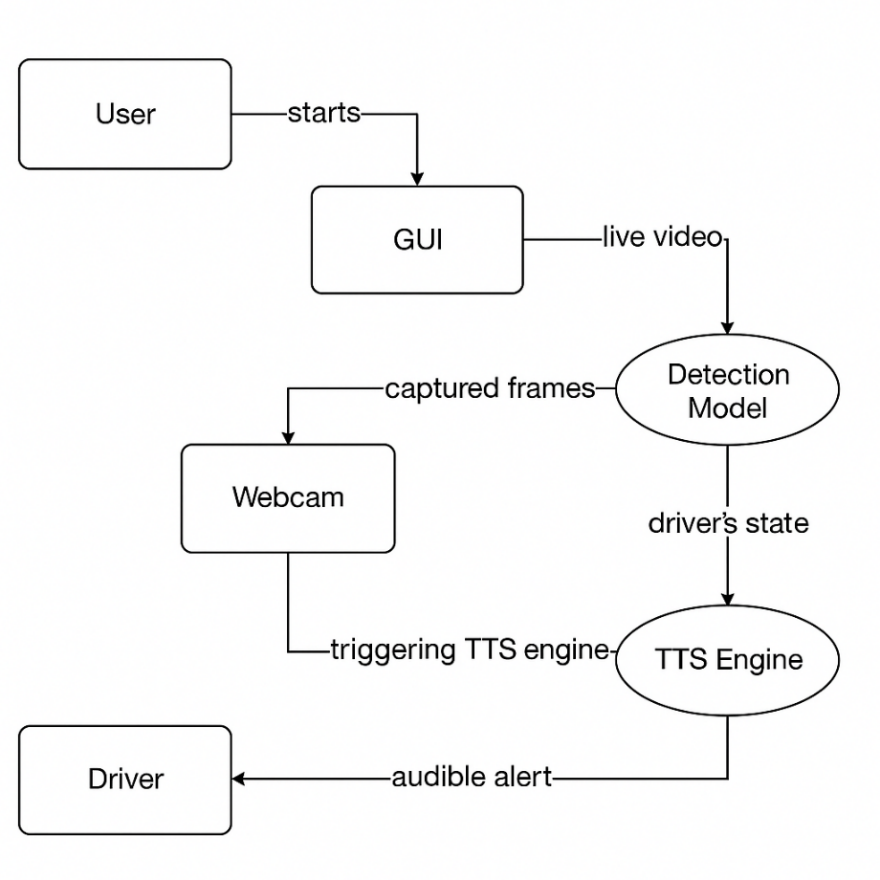 User
starts
GUI
live video
captured frames
Detection
Model
Webcam
driver's state
triggering TTS engine
TTS Engine
Driver
audible alert